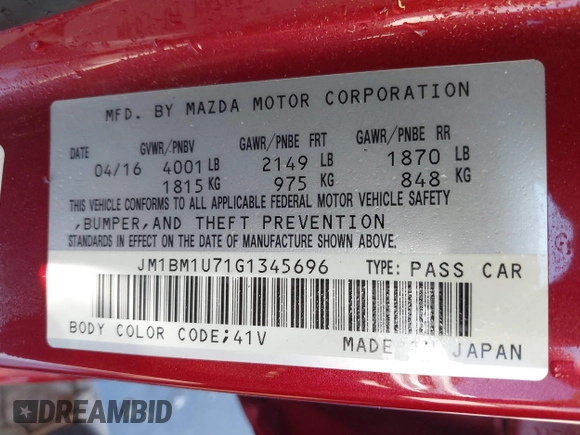 MFD. BY MAZDA MOTOR CORPORATION
DATE GVWR/PNBV GAWR/PNBE FRT GAWR/PNBE RR
04/16 4001 LB 2149 LB 1870 LB
1815 KG 975 KG 848 KG
THIS VEHICLE CONFORMS TO ALL APPLICABLE FEDERAL MOTOR VEHICLE SAFETY
,BUMPER,AND THEFT PREVENTION
STANDARDS IN EFFECT ON THE DATE OF MANUFACTURE SHOWN ABOVE.
JM1BM1U71G1345696 TYPE: PASS CAR
BODY COLOR CODE;41V MADE IN JAPAN
DREAMBID